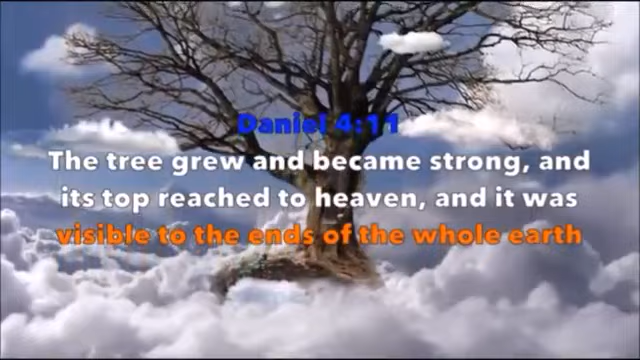 Daniel 4:11
The tree grew and became strong, and
its top reached to heaven, and it was
visible to the ends of the whole earth